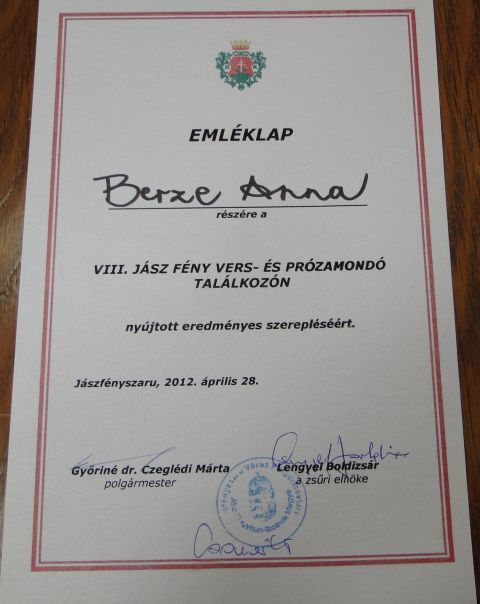 EMLÉKLAP
Berze Anna
részére a
VIII. JÁSZ FÉNY VERS- ÉS PRÓZAMONDÓ
TALÁLKOZÓN
nyújtott eredményes szerepléséért.
Jászfényszaru, 2012. április 28.
Győriné dr. Czeglédi Márta
polgármester
Lengyel Boldizsár
a zsűri elnöke